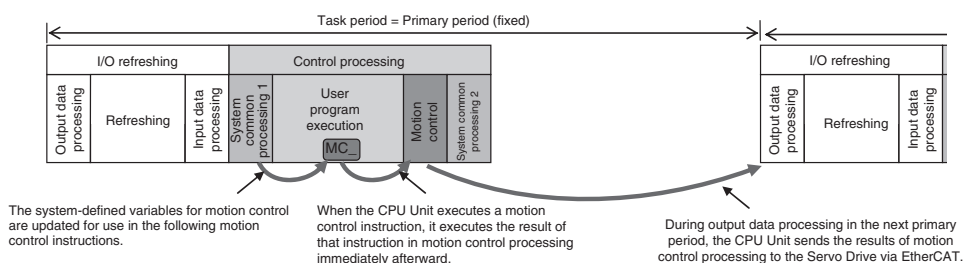 Task period = Primary period (fixed)
I/O refreshing
Control processing
I/O refreshing
Output data
processing
Refreshing
Input data
processing
System
common
processing 1
User
program
execution
MC_
Motion
control
System common
processing 2
Output data
processing
Refreshing
Input data
processing
The system-defined variables for motion control
are updated for use in the following motion
control instructions.
When the CPU Unit executes a motion
control instruction, it executes the result of
that instruction in motion control processing
immediately afterward.
During output data processing in the next primary
period, the CPU Unit sends the results of motion
control processing to the Servo Drive via EtherCAT.